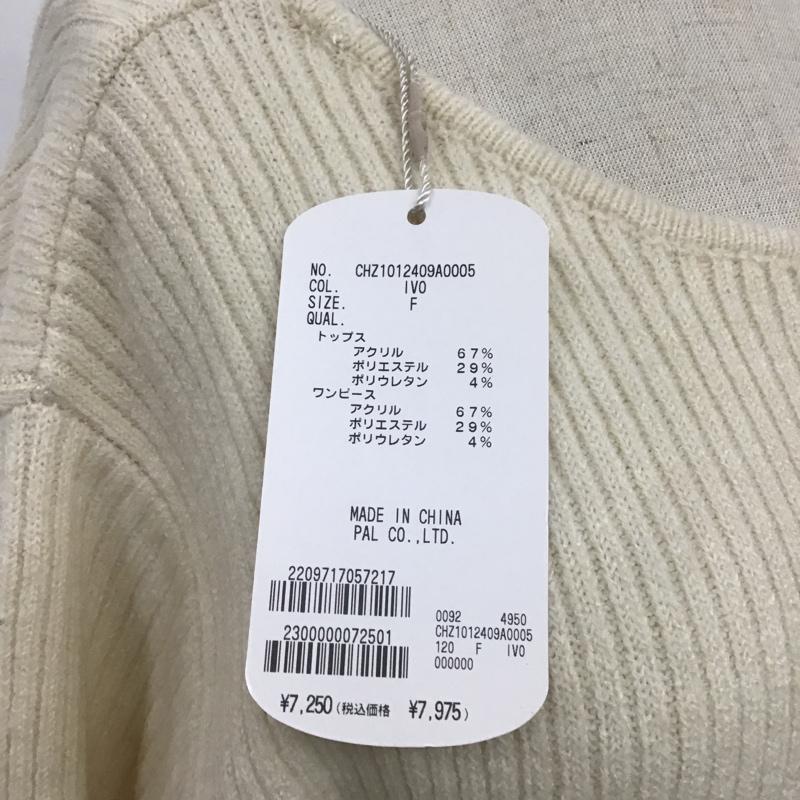 NO. CHZ1012409A0005
COL. IVO
SIZE. F
QUAL.
トップス
アクリル 67%
ポリエステル 29%
ポリウレタン 4%
ワンピース
アクリル 67%
ポリエステル 29%
ポリウレタン 4%
MADE IN CHINA
PAL CO.,LTD.
2209717057217
2300000072501
0092 4950
CHZ1012409A0005
120 F IVO
000000
¥7,250(税込価格 ¥7,975)